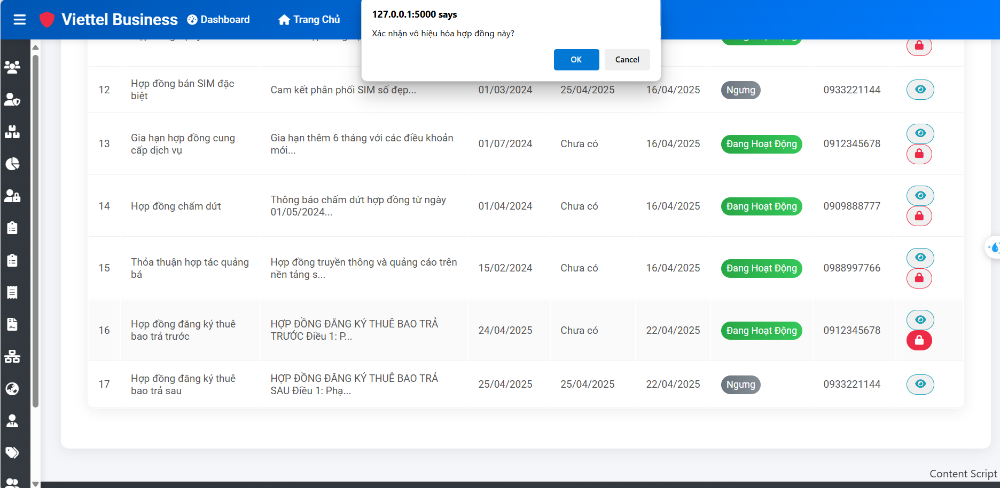 Viettel Business
Dashboard
Trang Chủ
127.0.0.1:5000 says
Xác nhận vô hiệu hóa hợp đồng này?
OK
Cancel
12
Hợp đồng bán SIM đặc
biệt
Cam kết phân phối SIM số đẹp...
01/03/2024
25/04/2025
16/04/2025
Ngưng
0933221144
13
Gia hạn hợp đồng cung
cấp dịch vụ
Gia hạn thêm 6 tháng với các điều khoản
mới...
01/07/2024
Chưa có
16/04/2025
Đang Hoạt Động
0912345678
14
Hợp đồng chấm dứt
Thông báo chấm dứt hợp đồng từ ngày
01/05/2024...
01/04/2024
Chưa có
16/04/2025
Đang Hoạt Động
0909888777
15
Thỏa thuận hợp tác quảng
bá
Hợp đồng truyền thông và quảng cáo trên
nền tảng s...
15/02/2024
Chưa có
16/04/2025
Đang Hoạt Động
0988997766
16
Hợp đồng đăng ký thuê
bao trả trước
HỢP ĐỒNG ĐĂNG KÝ THUÊ BAO TRẢ
TRƯỚC Điều 1: P...
24/04/2025
Chưa có
22/04/2025
Đang Hoạt Động
0912345678
17
Hợp đồng đăng ký thuê
bao trả sau
HỢP ĐỒNG ĐĂNG KÝ THUÊ BAO TRẢ
SAU Điều 1: Phạ...
25/04/2025
25/04/2025
22/04/2025
Ngưng
0933221144
Content Script